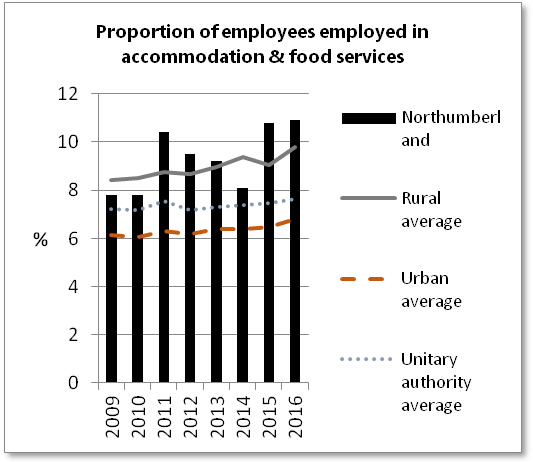 Proportion of employees employed in
accommodation & food services
12
10
8
6
4
2
0
%
2009
2010
2011
2012
2013
2014
2015
2016
Northumberl
and
Rural
average
Urban
average
Unitary
authority
average